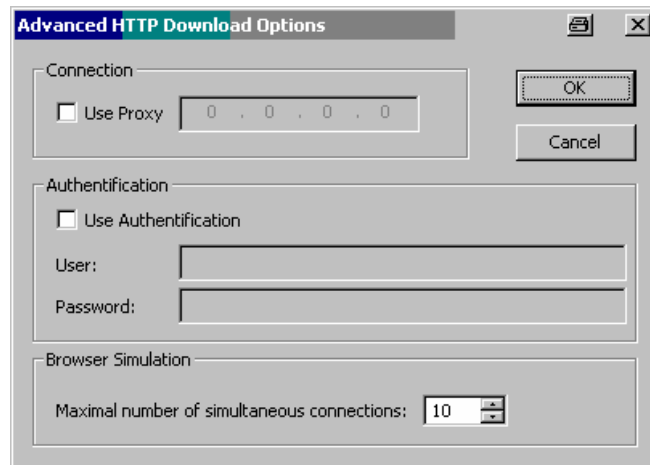 Advanced HTTP Download Options
Connection
Use Proxy 0 . 0 . 0 . 0
OK
Cancel
Authentification
Use Authentification
User:
Password:
Browser Simulation
Maximal number of simultaneous connections: 10